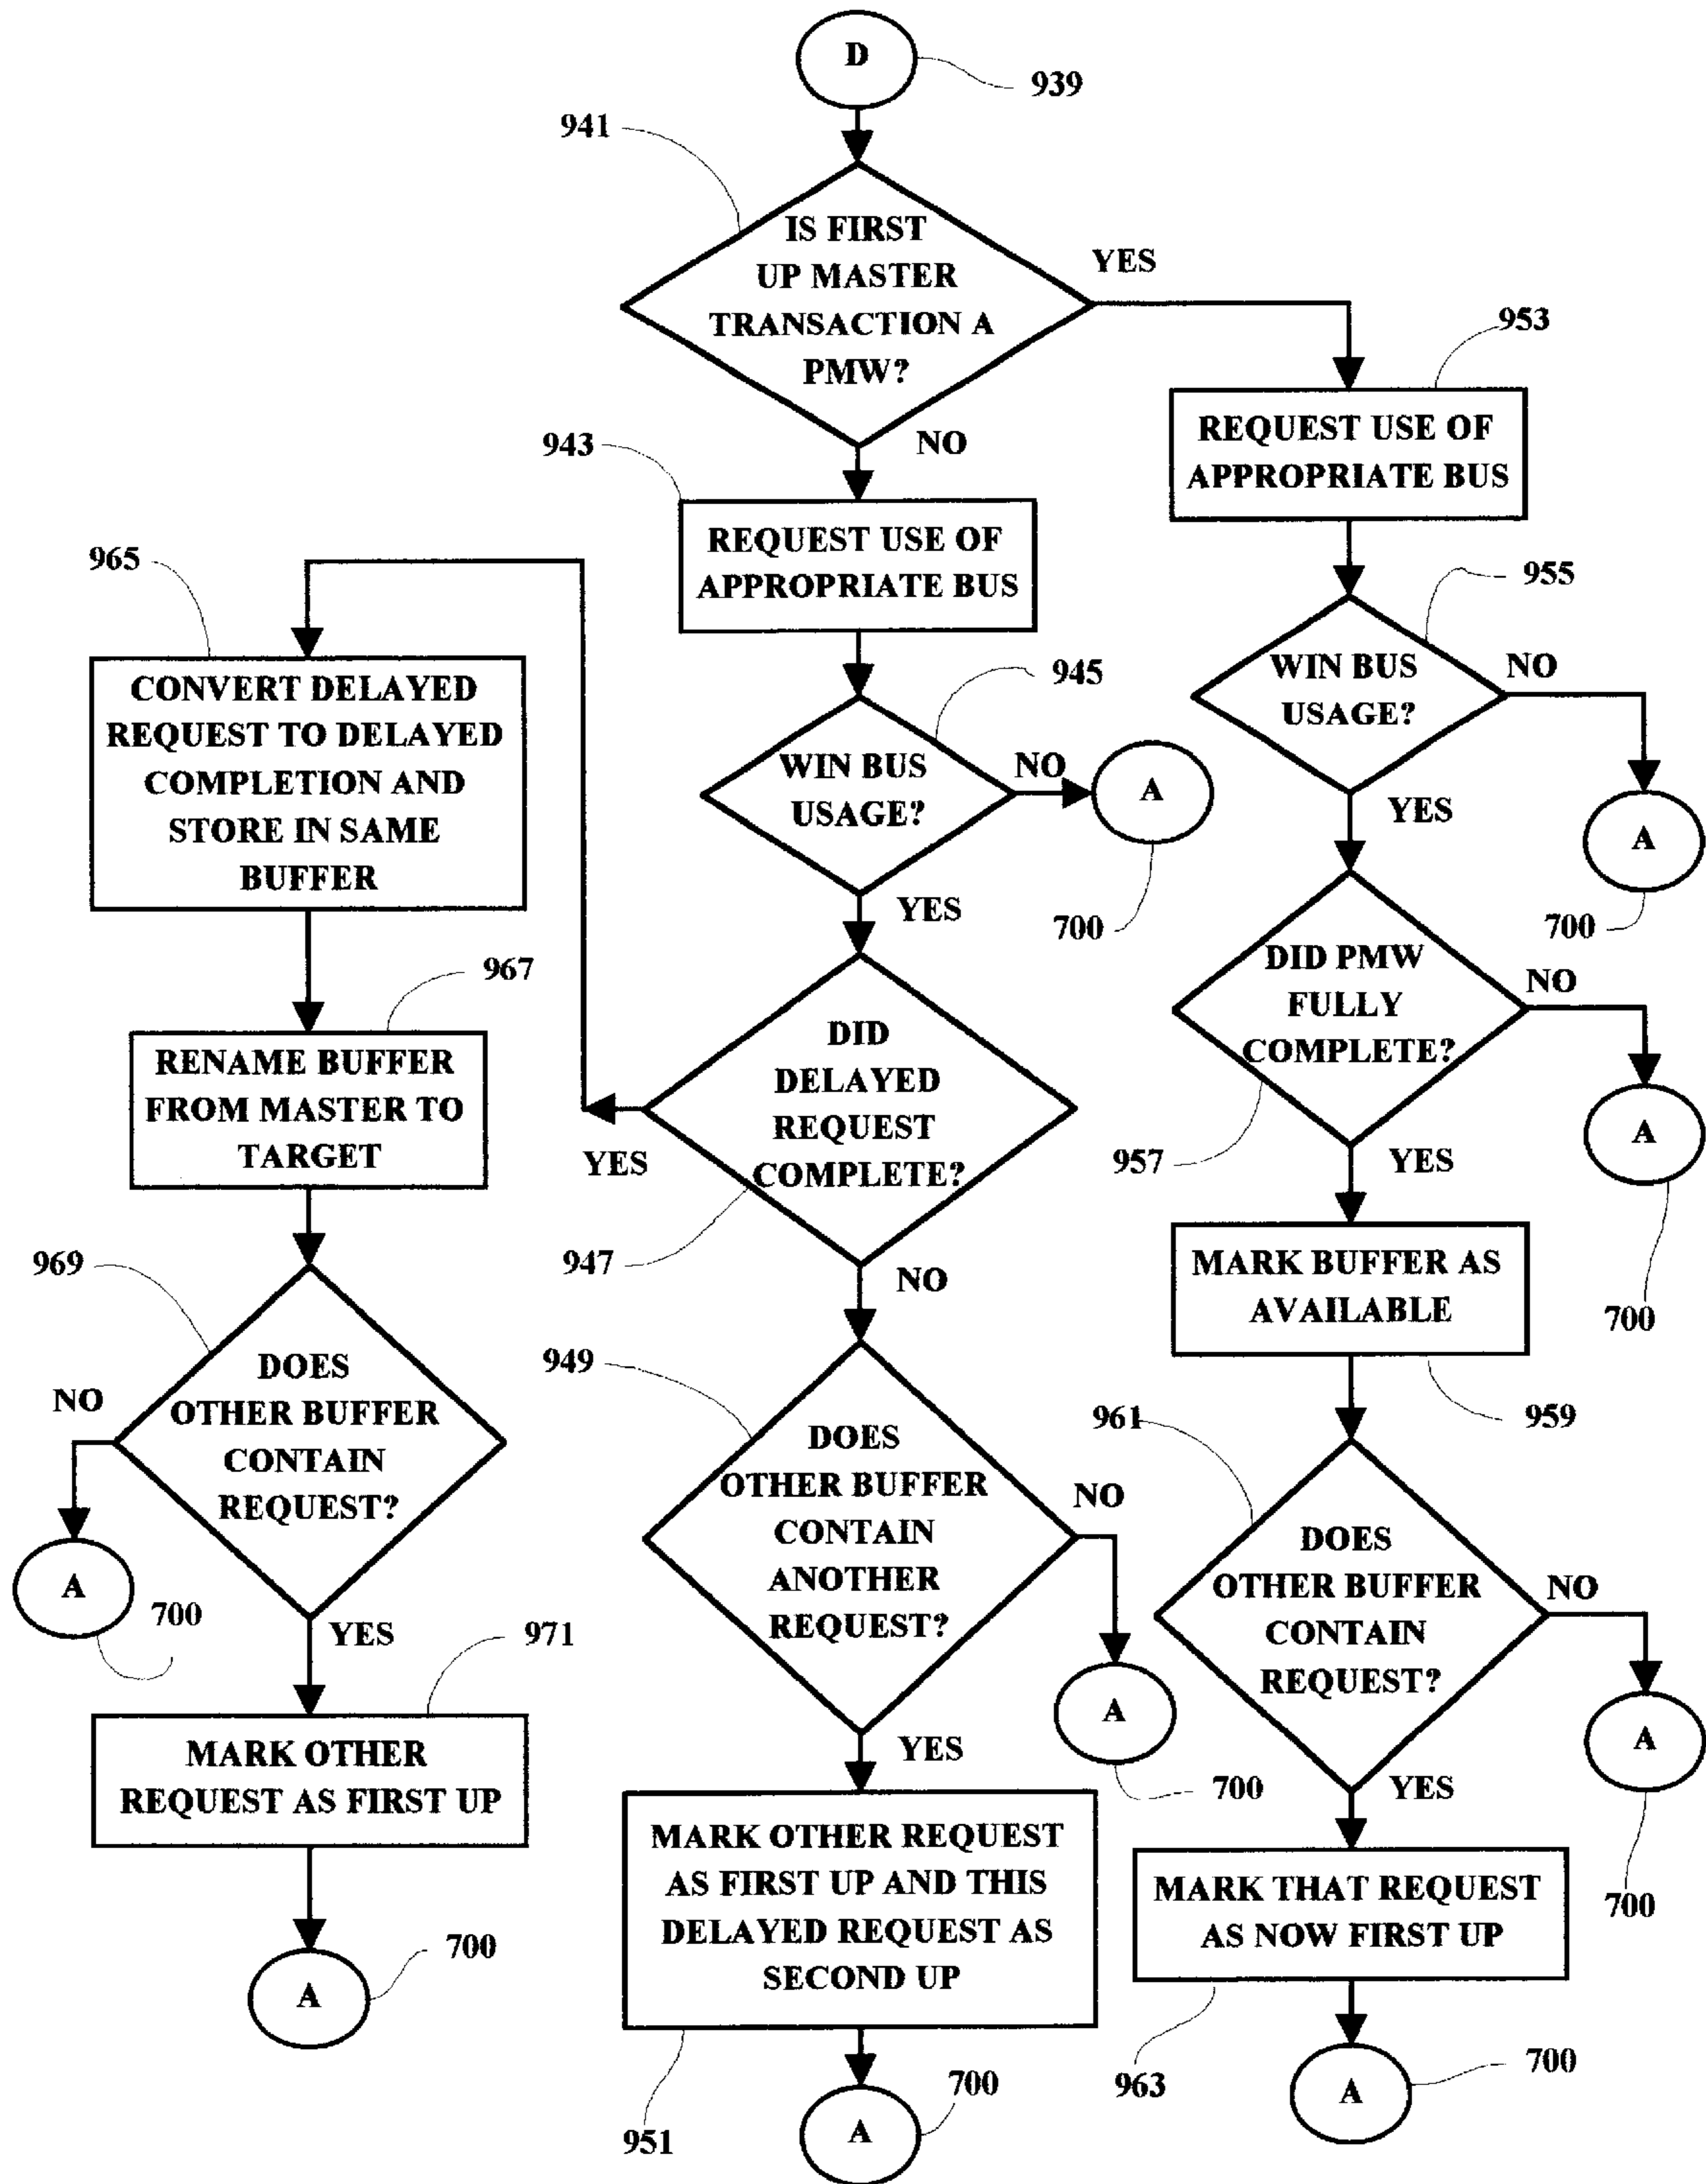 D
939
941
IS FIRST
UP MASTER
TRANSACTION A
PMW?
YES
953
REQUEST USE OF
APPROPRIATE BUS
NO
943
REQUEST USE OF
APPROPRIATE BUS
965
CONVERT DELAYED
REQUEST TO DELAYED
COMPLETION AND
STORE IN SAME
BUFFER
955
WIN BUS
USAGE?
NO
945
WIN BUS
USAGE?
NO
A
700
YES
A
700
YES
967
RENAME BUFFER
FROM MASTER TO
TARGET
DID PMW
FULLY
COMPLETE?
NO
957
YES
A
700
DID
DELAYED
REQUEST
COMPLETE?
YES
947
NO
MARK BUFFER AS
AVAILABLE
959
969
DOES
OTHER BUFFER
CONTAIN
REQUEST?
NO
A
700
YES
949
DOES
OTHER BUFFER
CONTAIN
ANOTHER
REQUEST?
NO
A
700
YES
961
DOES
OTHER BUFFER
CONTAIN
REQUEST?
NO
A
700
YES
971
MARK OTHER
REQUEST AS FIRST UP
A
700
MARK OTHER REQUEST
AS FIRST UP AND THIS
DELAYED REQUEST AS
SECOND UP
951
A
700
MARK THAT REQUEST
AS NOW FIRST UP
963
A
700